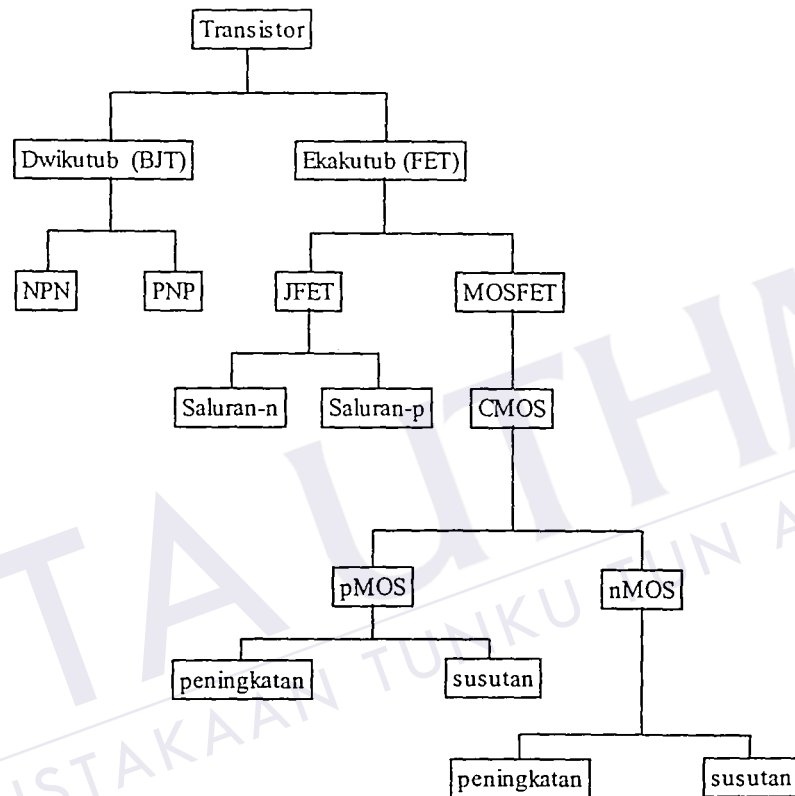 Transistor
Dwikutub (BJT)
Ekakutub (FET)
NPN
PNP
JFET
MOSFET
Saluran-n
Saluran-p
CMOS
pMOS
nMOS
peningkatan
susutan
peningkatan
susutan